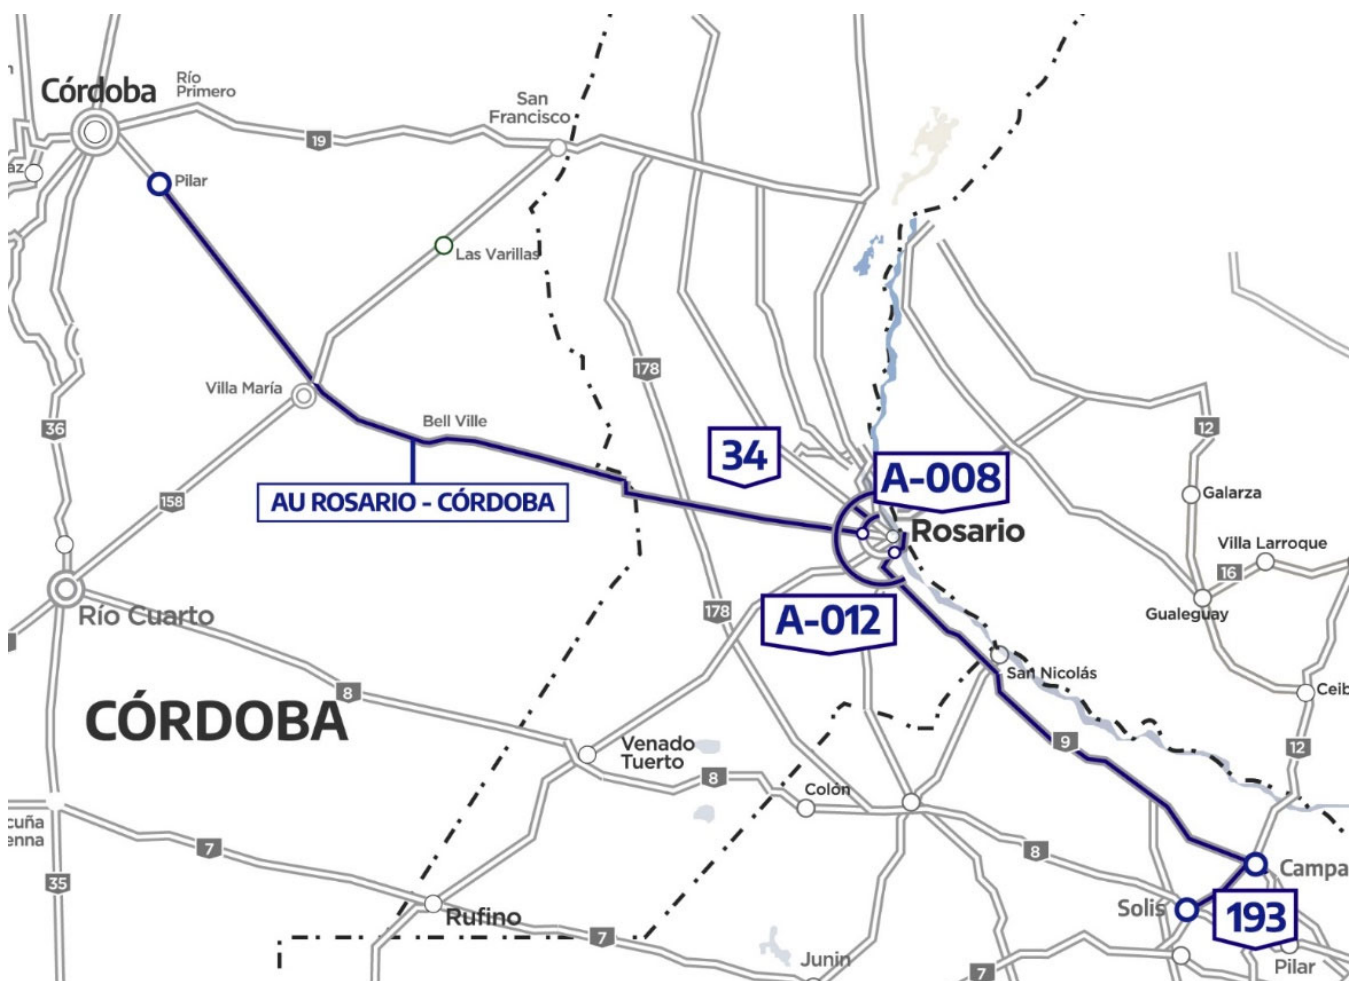 Córdoba
Río
Primero
19
San
Francisco
az
Pilar
Las Varillas
178
Villa María
Bell Ville
36
34
A-008
12
158
AU ROSARIO - CÓRDOBA
Galarza
Rosario
Villa Larroque
16
Río Cuarto
A-012
178
Gualeguay
San Nicolás
8
Ceib
CÓRDOBA
Venado
Tuerto
9
12
8
Colón
cuña
enna
7
8
Campa
35
Rufino
Solís
193
7
Junin
7
Pilar